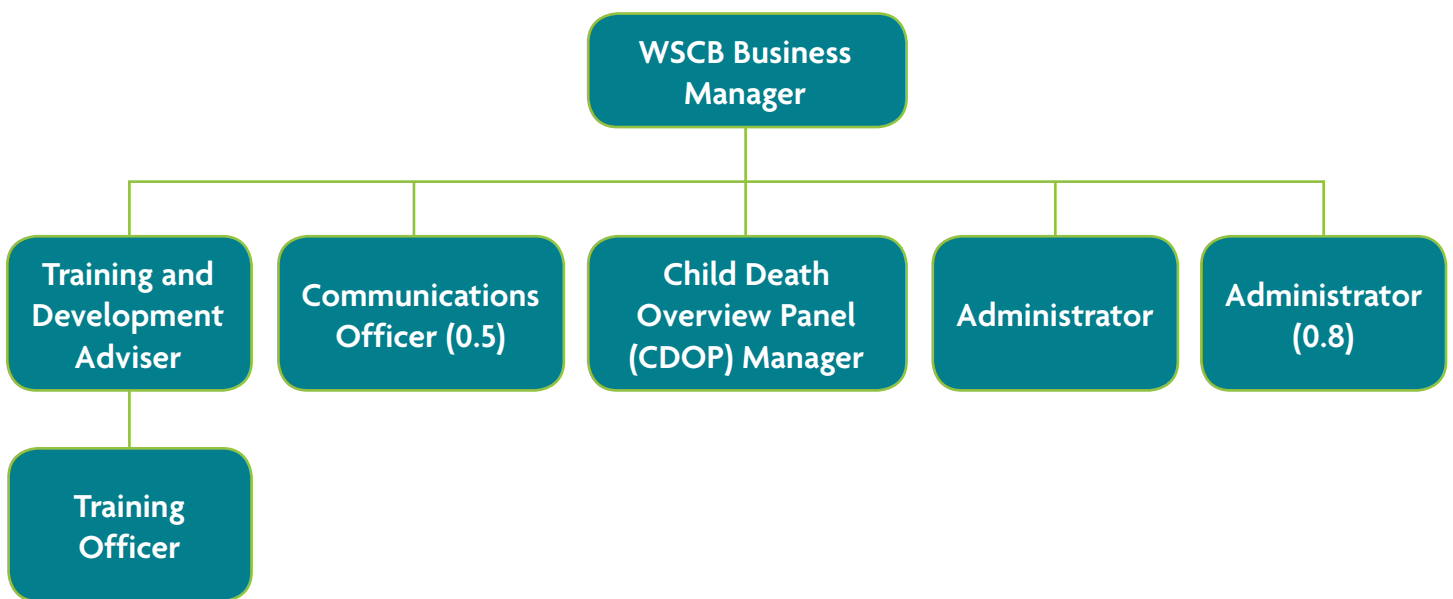 WSCB Business
Manager
Training and
Development
Adviser
Communications
Officer (0.5)
Child Death
Overview Panel
(CDOP) Manager
Administrator
Administrator
(0.8)
Training
Officer